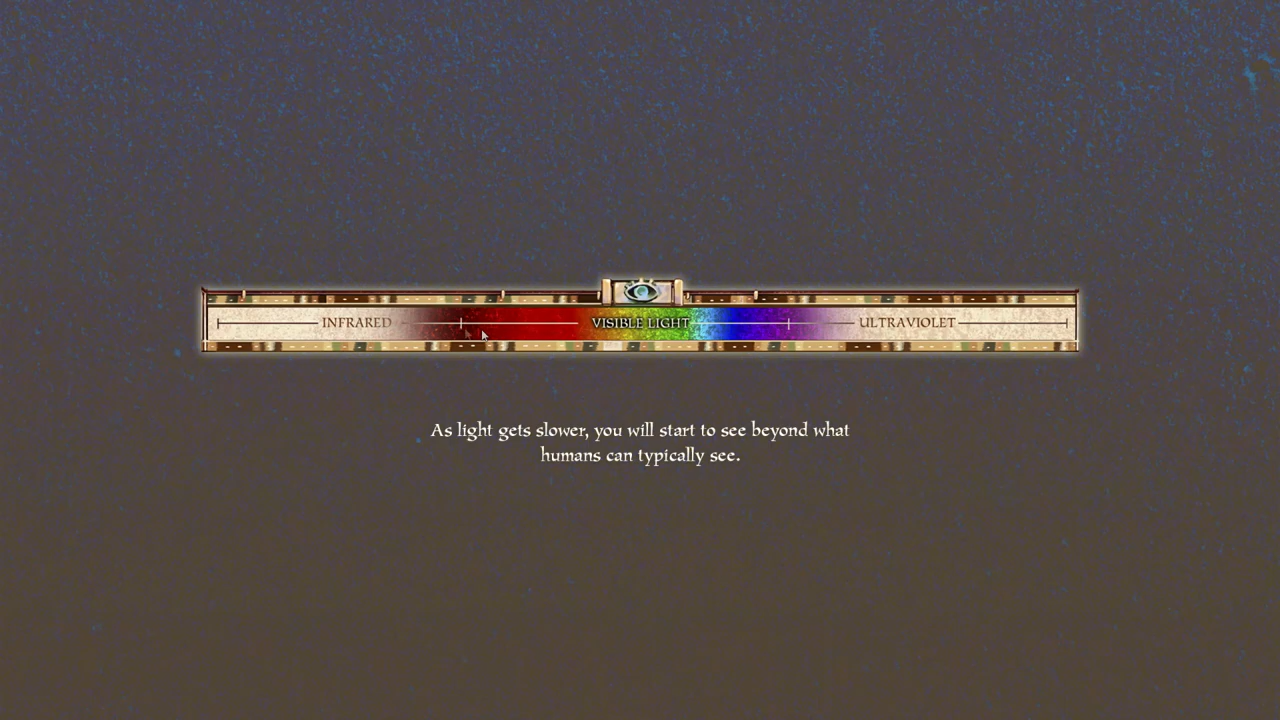 INFRARED VISIBLE LIGHT ULTRAVIOLET
As light gets slower, you will start to see beyond what
humans can typically see.